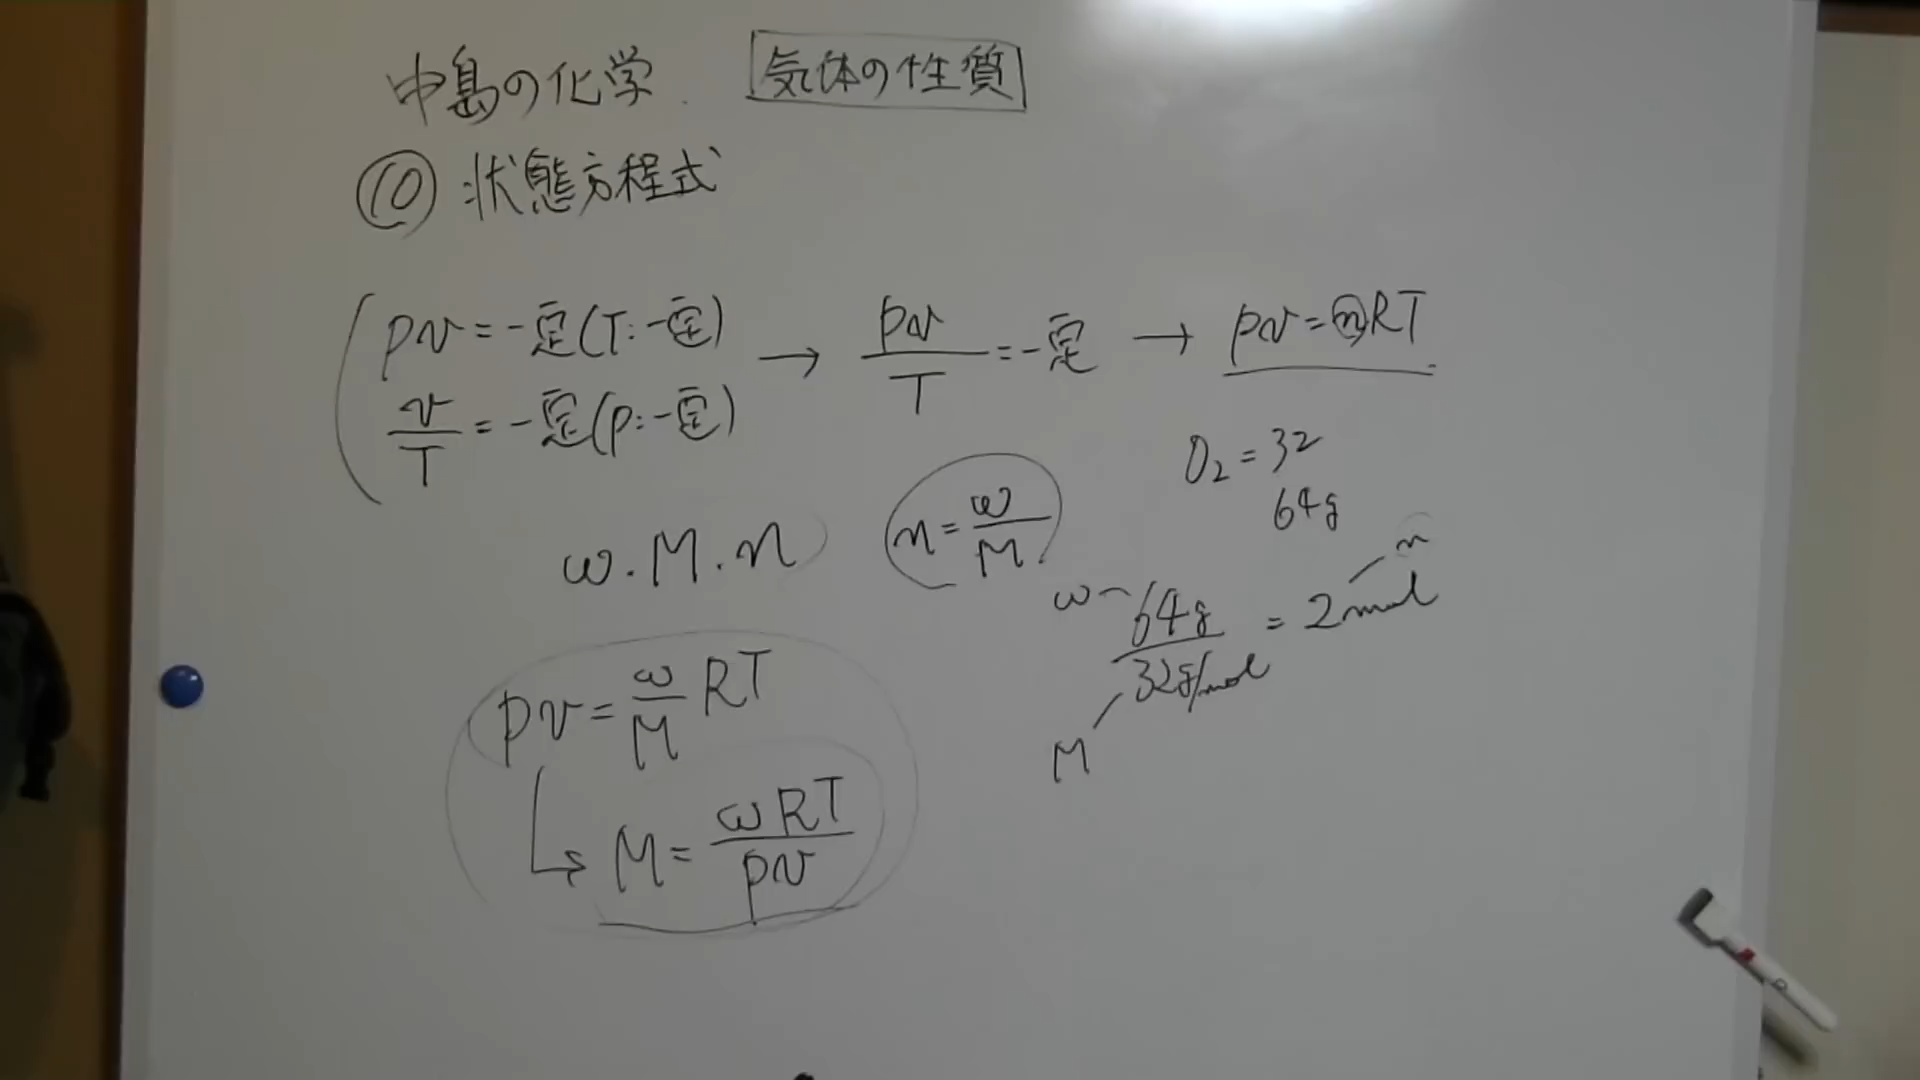 中島の化学 気体の性質
⑩ 状態方程式
pv=一定(T:一定) → pv/T=一定 → pv=nRT
v/T=一定(p:一定)
O₂=32
64g
w.M.n n=w/M
w 64g/32g/mol = 2mol n
M
pv=w/M RT
↳ M=wRT/pv